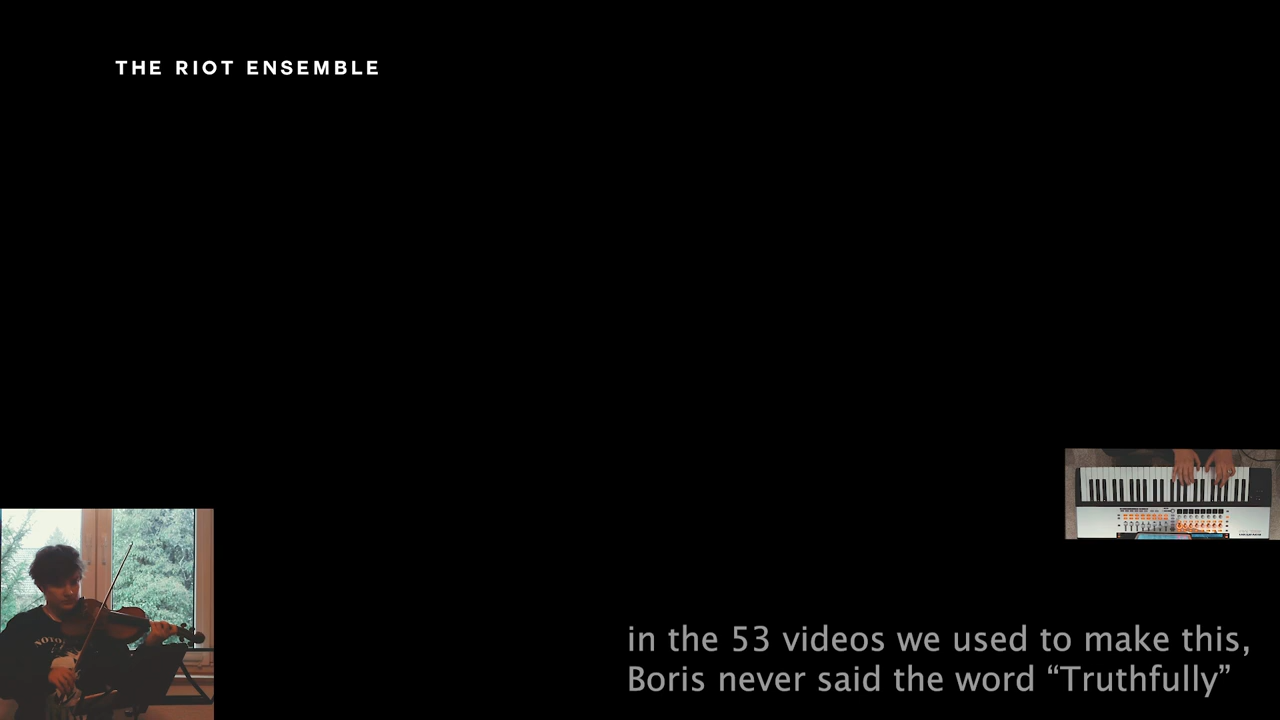 THE RIOT ENSEMBLE
in the 53 videos we used to make this,
Boris never said the word “Truthfully”